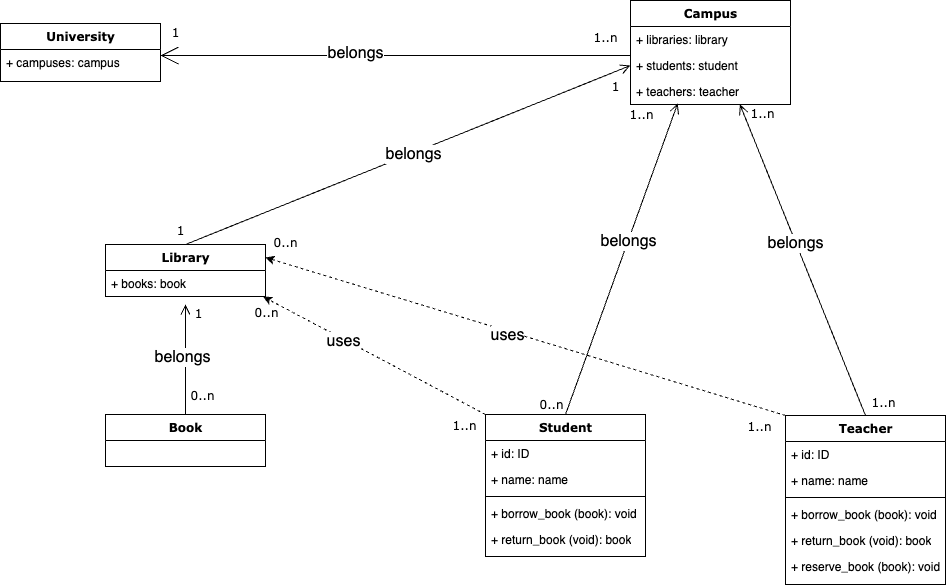 Campus
+ libraries: library
+ students: student
+ teachers: teacher
University
+ campuses: campus
1
belongs
1..n
1
1..n
1..n
belongs
belongs
belongs
1
0..n
Library
+ books: book
0..n
1
uses
uses
belongs
0..n
Book
1..n
0..n
Student
+ id: ID
+ name: name
+ borrow_book (book): void
+ return_book (void): book
1..n
1..n
Teacher
+ id: ID
+ name: name
+ borrow_book (book): void
+ return_book (void): book
+ reserve_book (book): void